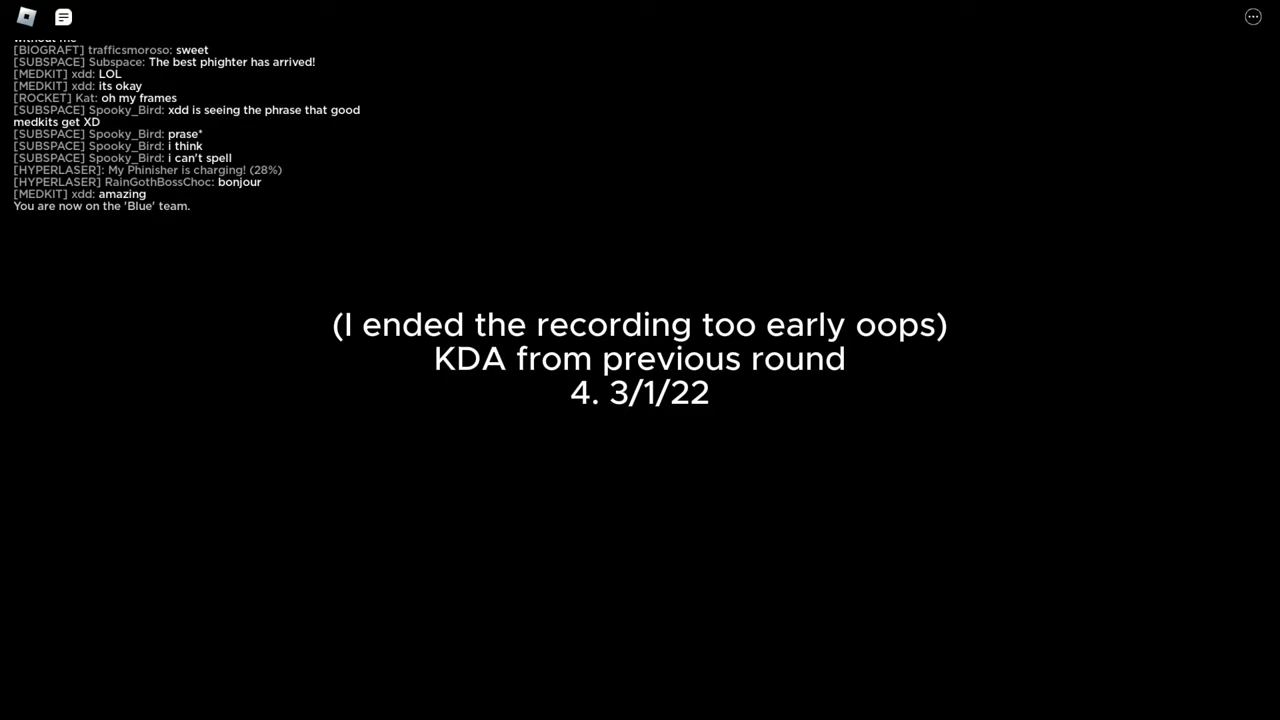 without me
[BIOGRAFT] trafficsmoroso: sweet
[SUBSPACE] Subspace: The best phighter has arrived!
[MEDKIT] xdd: LOL
[MEDKIT] xdd: its okay
[ROCKET] Kat: oh my frames
[SUBSPACE] Spooky_Bird: xdd is seeing the phrase that good
medkits get XD
[SUBSPACE] Spooky_Bird: prase*
[SUBSPACE] Spooky_Bird: i think
[SUBSPACE] Spooky_Bird: i can't spell
[HYPERLASER]: My Phinisher is charging! (28%)
[HYPERLASER] RainGothBossChoc: bonjour
[MEDKIT] xdd: amazing
You are now on the 'Blue' team.
(I ended the recording too early oops)
KDA from previous round
4. 3/1/22